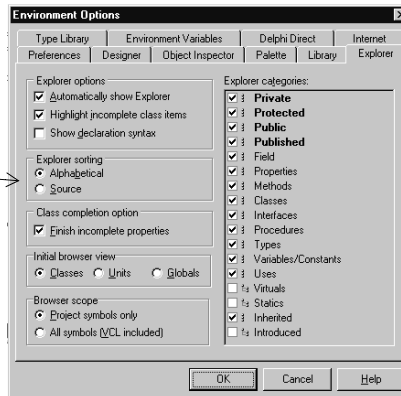 Environment Options
Type Library
Environment Variables
Delphi Direct
Internet
Preferences
Designer
Object Inspector
Palette
Library
Explorer
Explorer options
Automatically show Explorer
Highlight incomplete class items
Show declaration syntax
Explorer sorting
Alphabetical
Source
Class completion option
Finish incomplete properties
Initial browser view
Classes
Units
Globals
Browser scope
Project symbols only
All symbols (VCL included)
Explorer categories:
Private
Protected
Public
Published
Field
Properties
Methods
Classes
Interfaces
Procedures
Types
Variables/Constants
Uses
Virtuals
Statics
Inherited
Introduced
OK
Cancel
Help